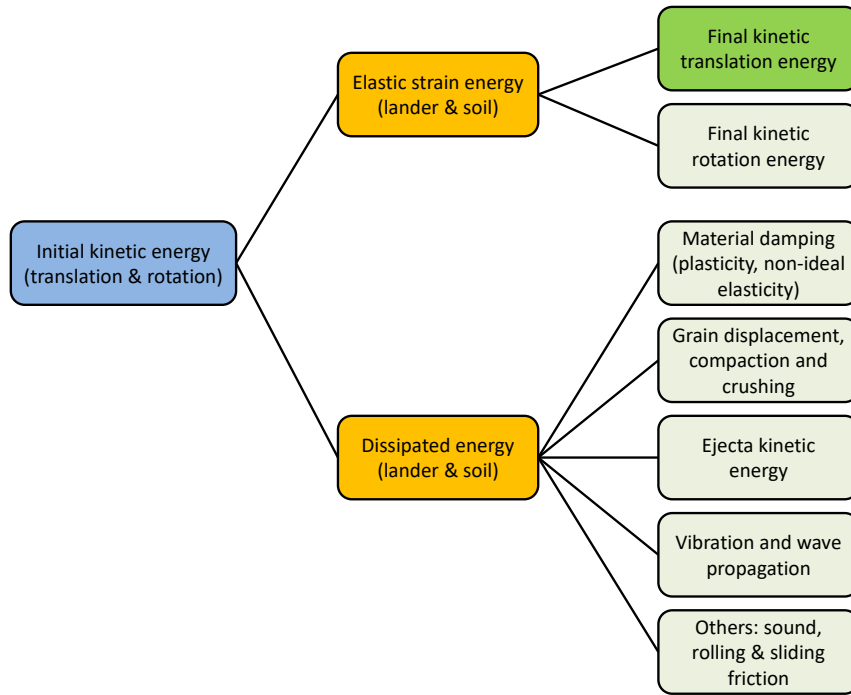 Initial kinetic energy
(translation & rotation)
Elastic strain energy
(lander & soil)
Final kinetic
translation energy
Final kinetic
rotation energy
Dissipated energy
(lander & soil)
Material damping
(plasticity, non-ideal
elasticity)
Grain displacement,
compaction and
crushing
Ejecta kinetic
energy
Vibration and wave
propagation
Others: sound,
rolling & sliding
friction